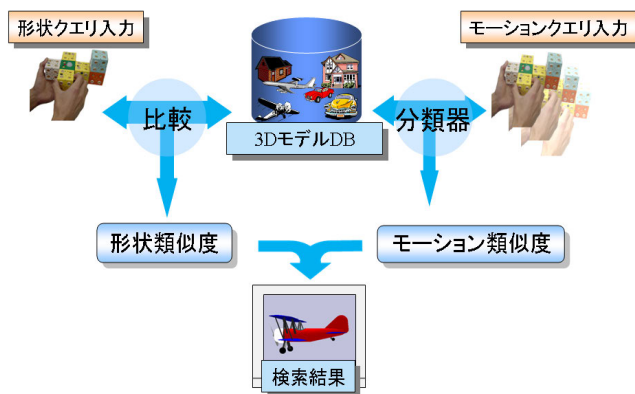 形状クエリ入力
モーションクエリ入力
比較
分類器
3DモデルDB
形状類似度
モーション類似度
検索結果